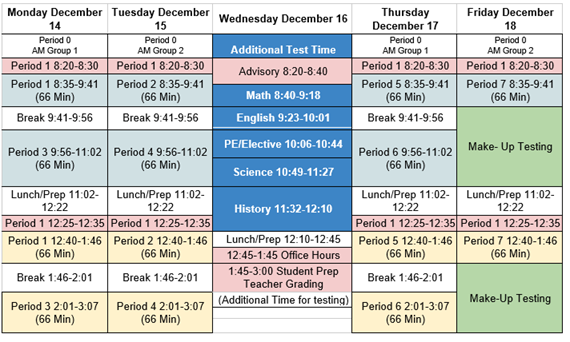 Monday December
14
Tuesday December
15
Wednesday December 16
Thursday
December 17
Friday December
18
Period 0
AM Group 1
Period 0
AM Group 2
Additional Test Time
Period 0
AM Group 1
Period 0
AM Group 2
Period 1 8:20-8:30
Period 1 8:20-8:30
Advisory 8:20-8:40
Period 1 8:20-8:30
Period 1 8:20-8:30
Period 1 8:35-9:41
(66 Min)
Period 2 8:35-9:41
(66 Min)
Math 8:40-9:18
Period 5 8:35-9:41
(66 Min)
Period 7 8:35-9:41
(66 Min)
Break 9:41-9:56
Break 9:41-9:56
English 9:23-10:01
Break 9:41-9:56
Make- Up Testing
Period 3 9:56-11:02
(66 Min)
Period 4 9:56-11:02
(66 Min)
PE/Elective 10:06-10:44
Science 10:49-11:27
Period 6 9:56-11:02
(66 Min)
Lunch/Prep 11:02-
12:22
Lunch/Prep 11:02-
12:22
History 11:32-12:10
Lunch/Prep 11:02-
12:22
Lunch/Prep 11:02-
12:22
Period 1 12:25-12:35
Period 1 12:25-12:35
Period 1 12:25-12:35
Period 1 12:25-12:35
Period 1 12:40-1:46
(66 Min)
Period 2 12:40-1:46
(66 Min)
Lunch/Prep 12:10-12:45
12:45-1:45 Office Hours
Period 5 12:40-1:46
(66 Min)
Period 7 12:40-1:46
(66 Min)
Break 1:46-2:01
Break 1:46-2:01
1:45-3:00 Student Prep
Teacher Grading
Break 1:46-2:01
Make-Up Testing
Period 3 2:01-3:07
(66 Min)
Period 4 2:01-3:07
(66 Min)
(Additional Time for testing)
Period 6 2:01-3:07
(66 Min)